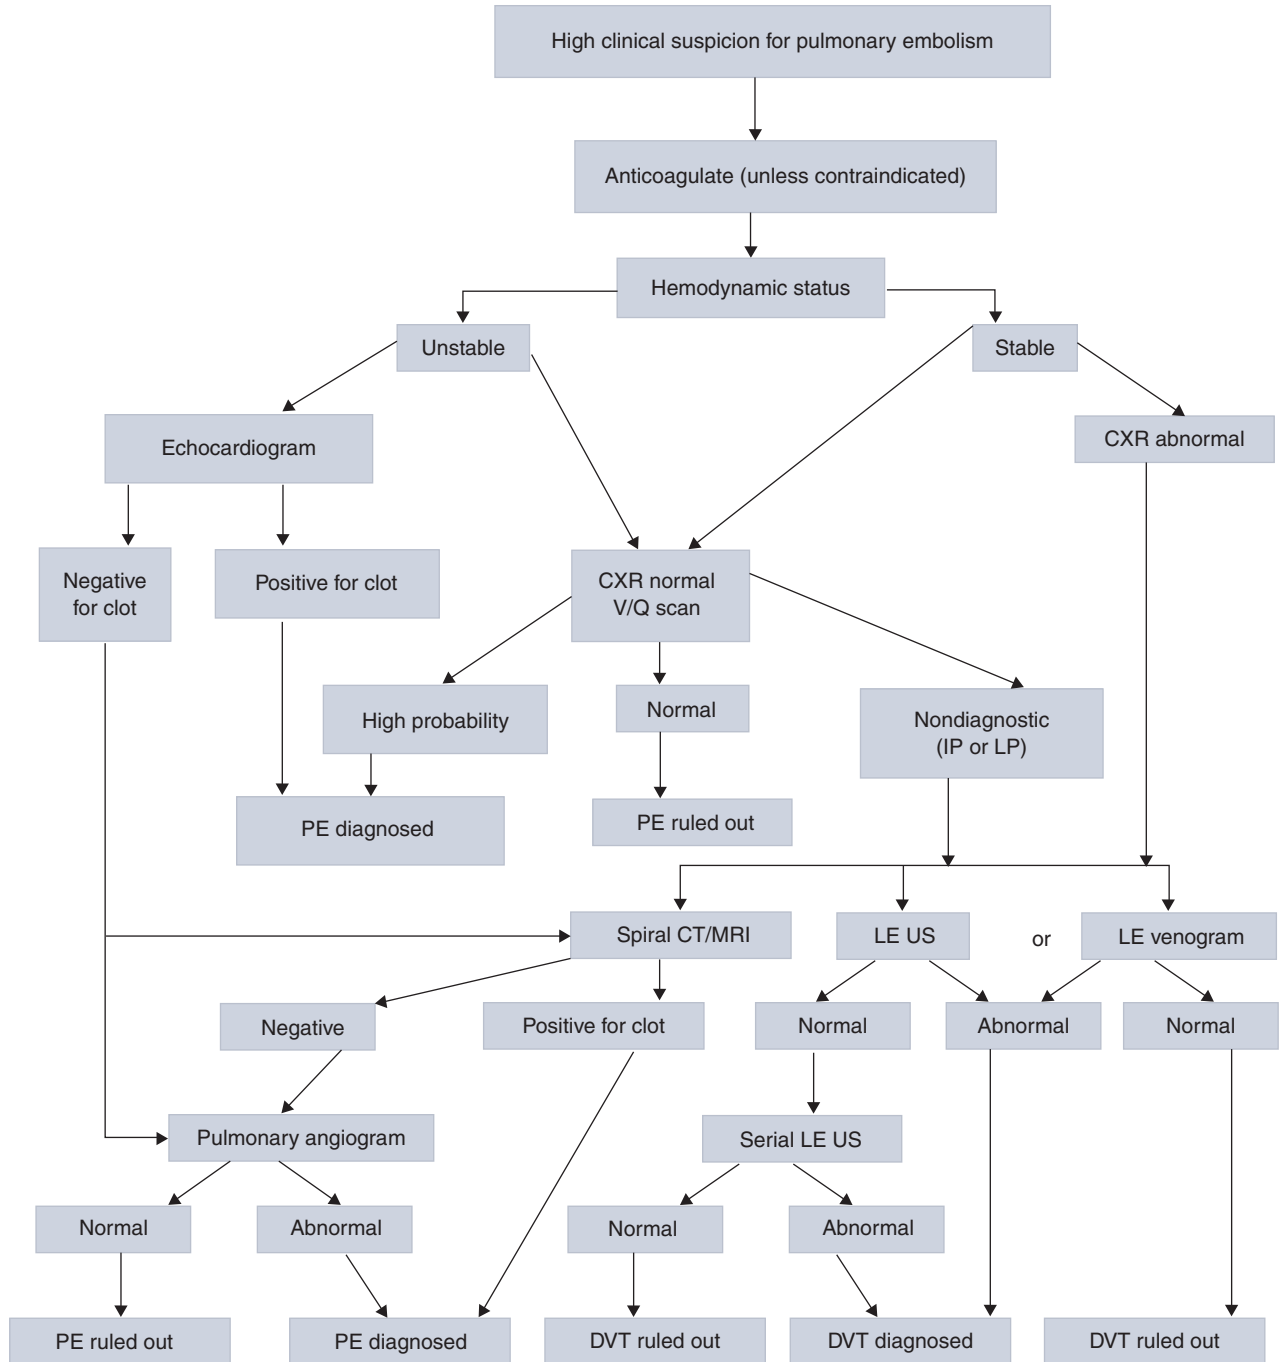 High clinical suspicion for pulmonary embolism
Anticoagulate (unless contraindicated)
Hemodynamic status
Unstable
Stable
Echocardiogram
CXR abnormal
Negative
for clot
Positive for clot
CXR normal
V/Q scan
High probability
Normal
Nondiagnostic
(IP or LP)
PE diagnosed
PE ruled out
Spiral CT/MRI
LE US
or
LE venogram
Negative
Positive for clot
Normal
Abnormal
Normal
Pulmonary angiogram
Serial LE US
Normal
Abnormal
Normal
Abnormal
PE ruled out
PE diagnosed
DVT ruled out
DVT diagnosed
DVT ruled out